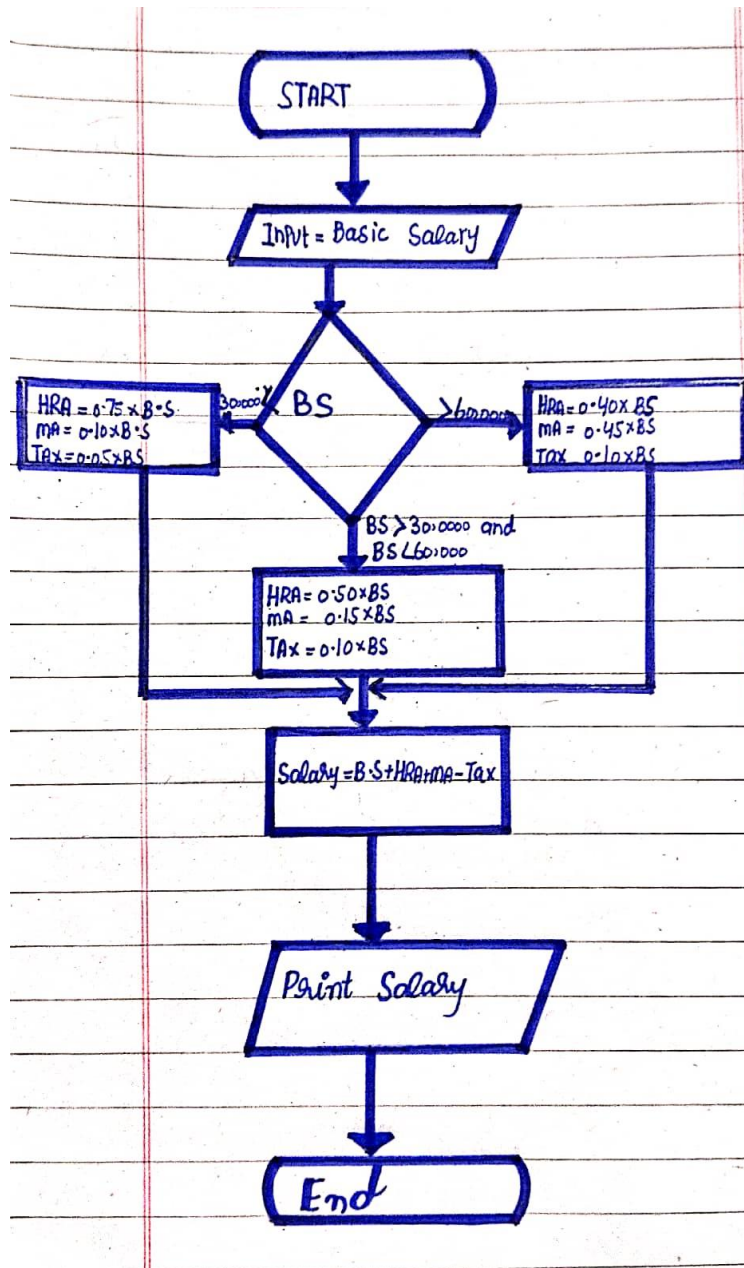 START
Input = Basic Salary
BS
HRA = 0.75 x B.S
mA = 0.10 x B.S
TAx = 0.05 x BS
HRA = 0.40 x BS
mA = 0.45 x BS
Tax 0.10 x BS
BS > 30,0000 and
BS < 60,000
HRA = 0.50 x BS
mA = 0.15 x BS
TAx = 0.10 x BS
Salary = B.S + HRA + mA - Tax
Print Salary
End